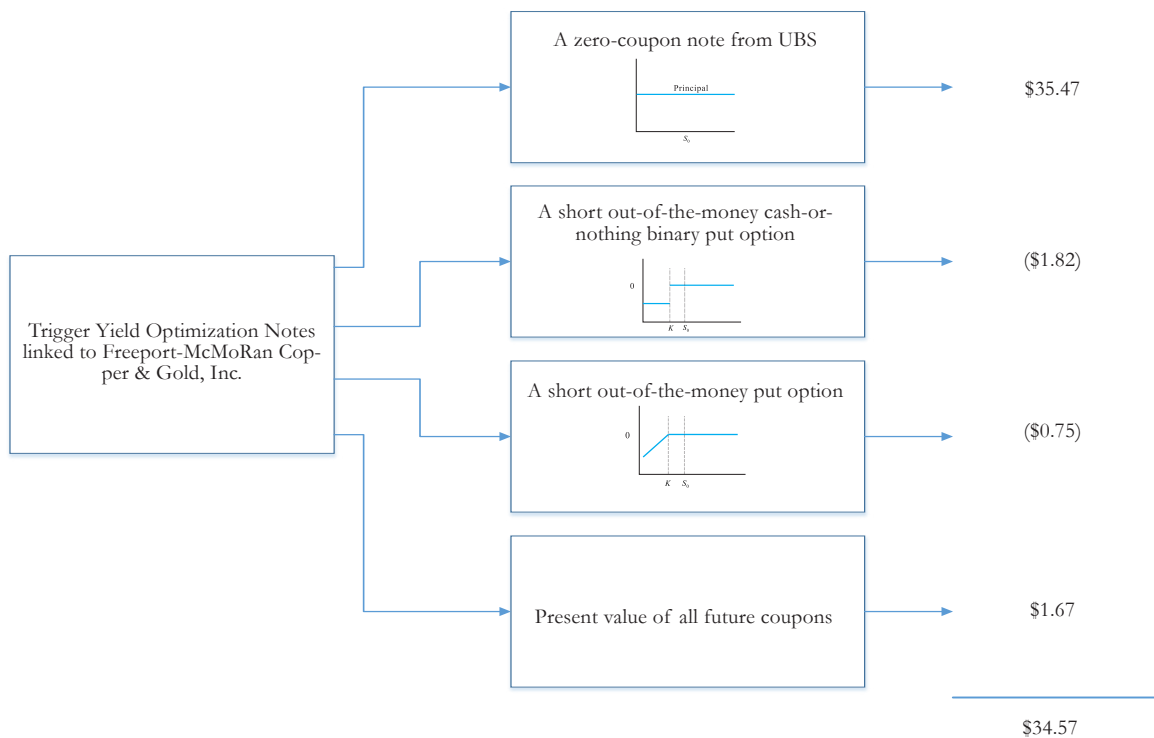 A zero-coupon note from UBS
Principal
S₀
$35.47
A short out-of-the-money cash-or-
nothing binary put option
0
K S₀
($1.82)
Trigger Yield Optimization Notes
linked to Freeport-McMoRan Cop-
per & Gold, Inc.
A short out-of-the-money put option
0
K S₀
($0.75)
Present value of all future coupons
$1.67
$34.57